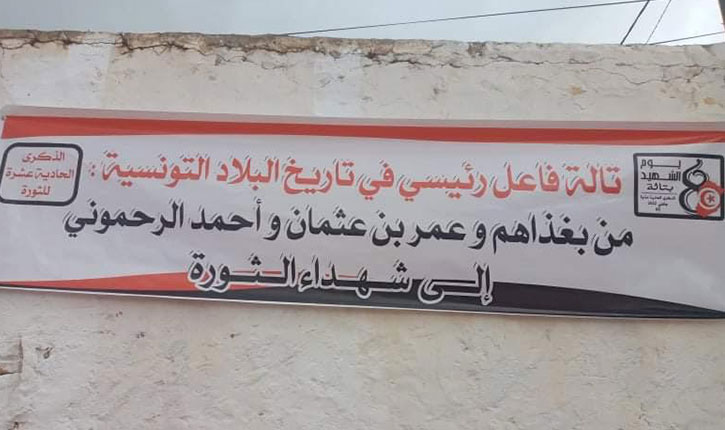 يوم
الشهيد
بتالة
8
تالة فاعل رئيسي في تاريخ البلاد التونسية :
من بغذاهم و عمر بن عثمان و أحمد الرحموني
إلى شهداء الثورة
الذكرى
الحادية عشرة
للثورة